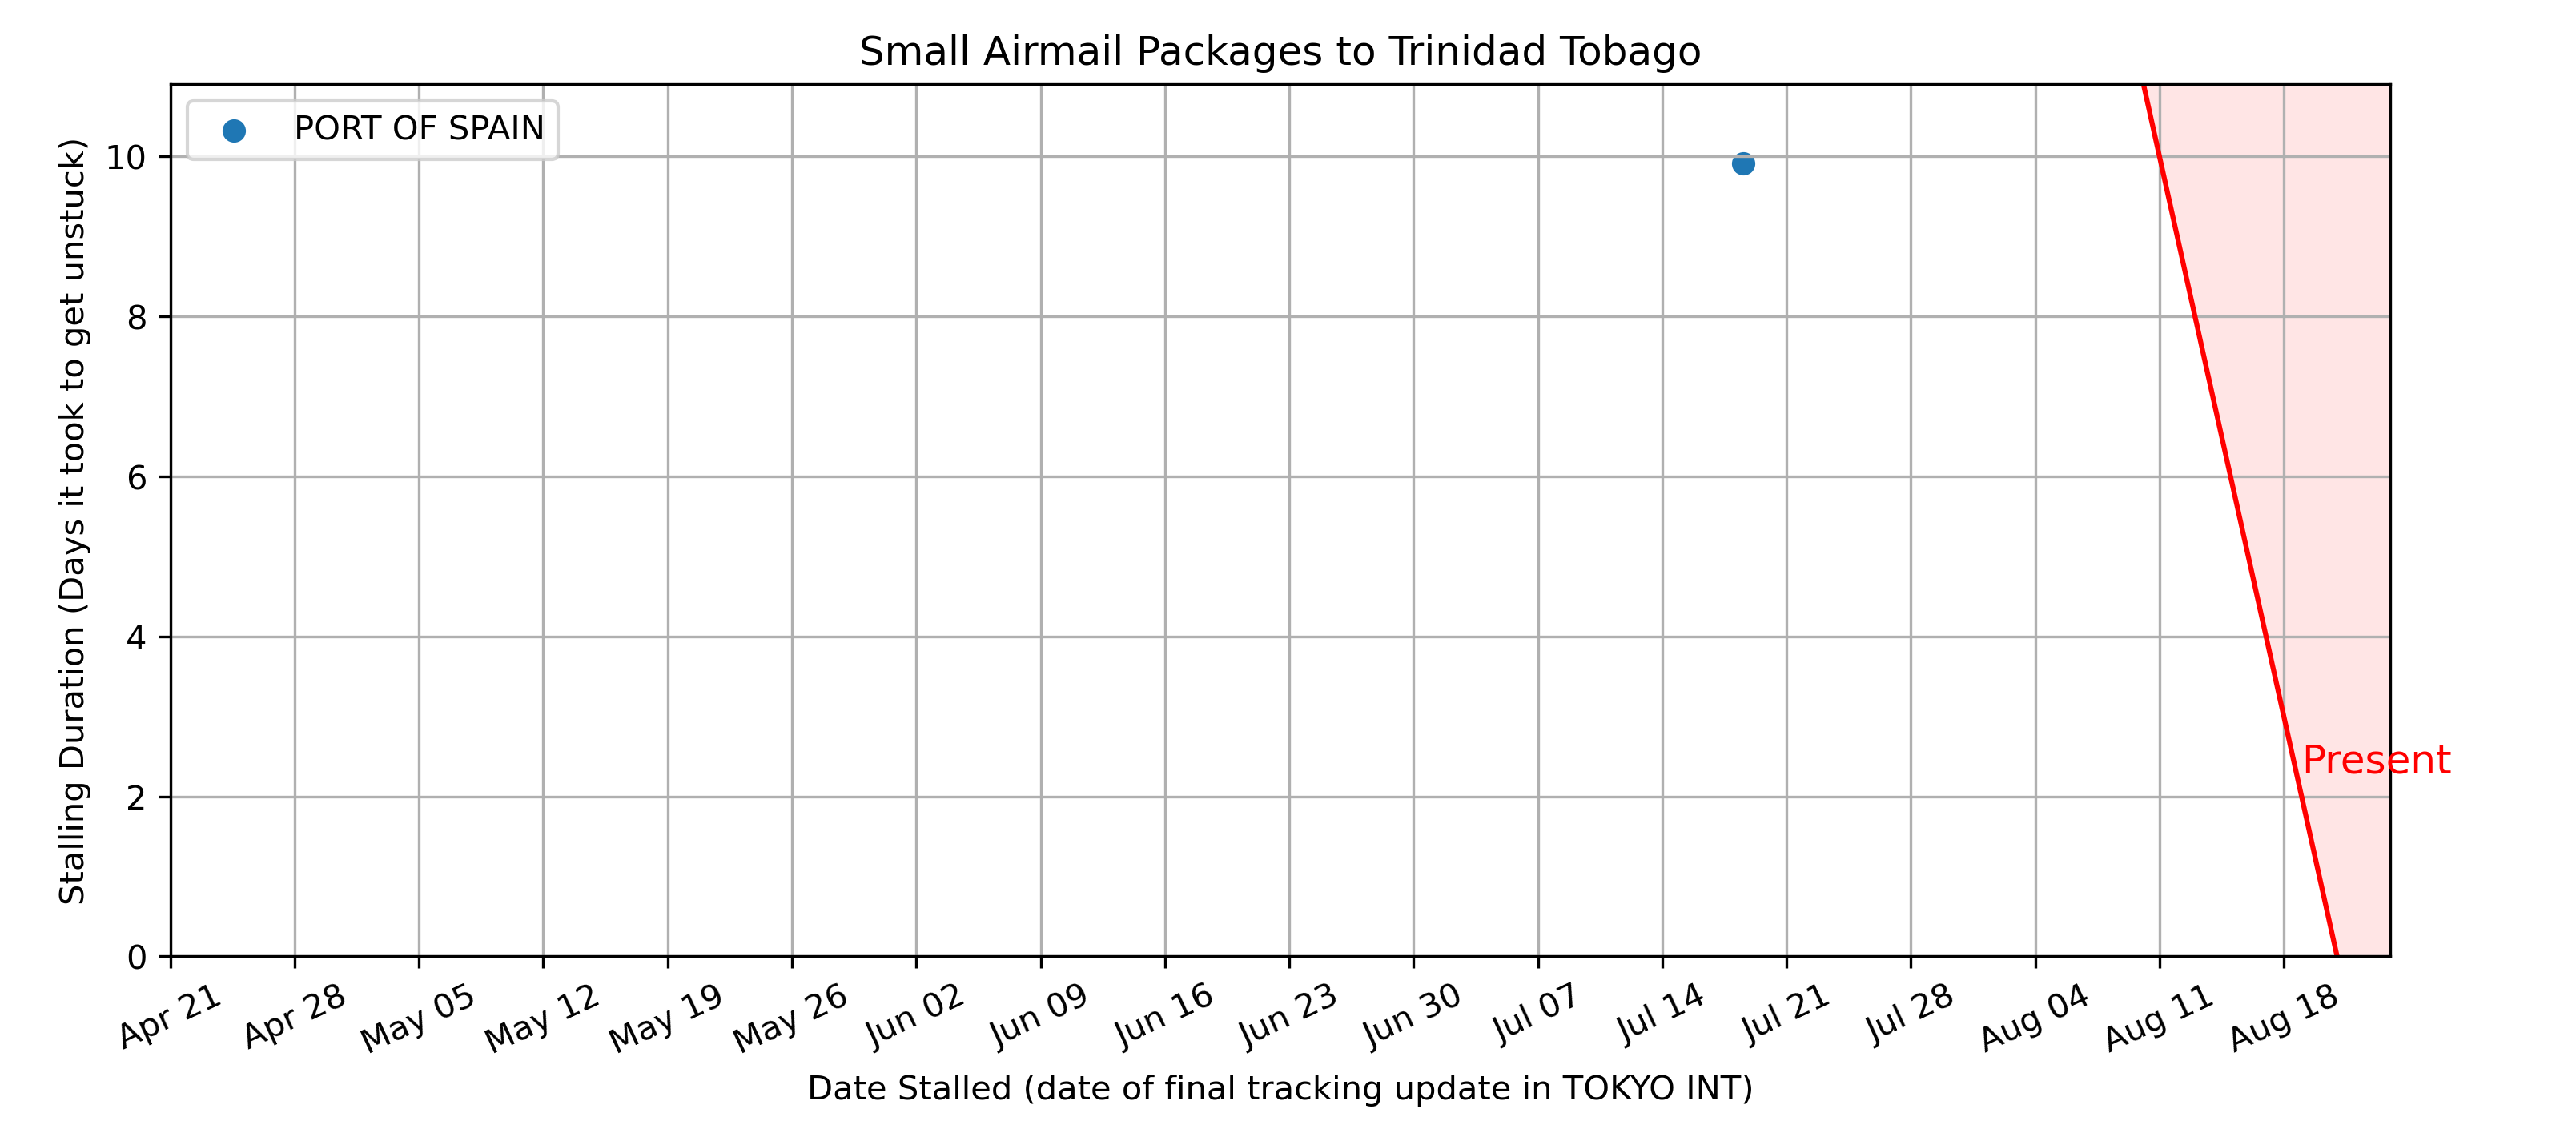 Small Airmail Packages to Trinidad Tobago
PORT OF SPAIN
Stalling Duration (Days it took to get unstuck)
10
8
6
4
2
0
Present
Apr 21 Apr 28 May 05 May 12 May 19 May 26 Jun 02 Jun 09 Jun 16 Jun 23 Jun 30 Jul 07 Jul 14 Jul 21 Jul 28 Aug 04 Aug 11 Aug 18
Date Stalled (date of final tracking update in TOKYO INT)